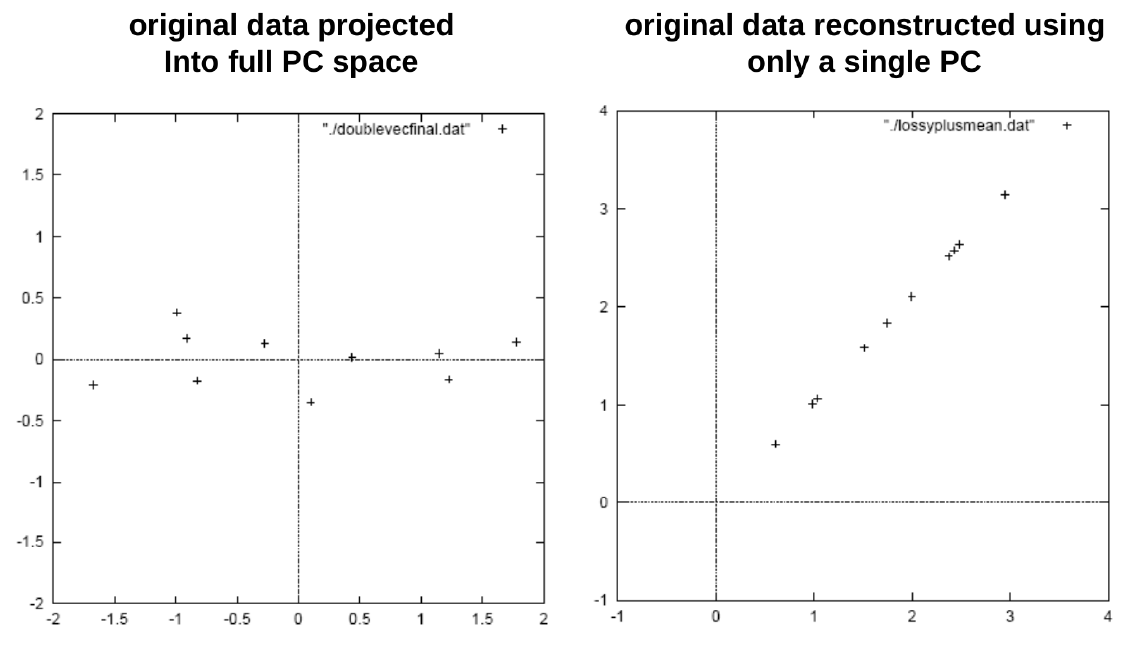 original data projected
Into full PC space
2
"./doublevecfinal.dat"
1.5
1
0.5
0
-0.5
-1
-1.5
-2
-2 -1.5 -1 -0.5 0 0.5 1 1.5 2
original data reconstructed using
only a single PC
4
"./lossyplusmean.dat"
3
2
1
0
-1
-1 0 1 2 3 4